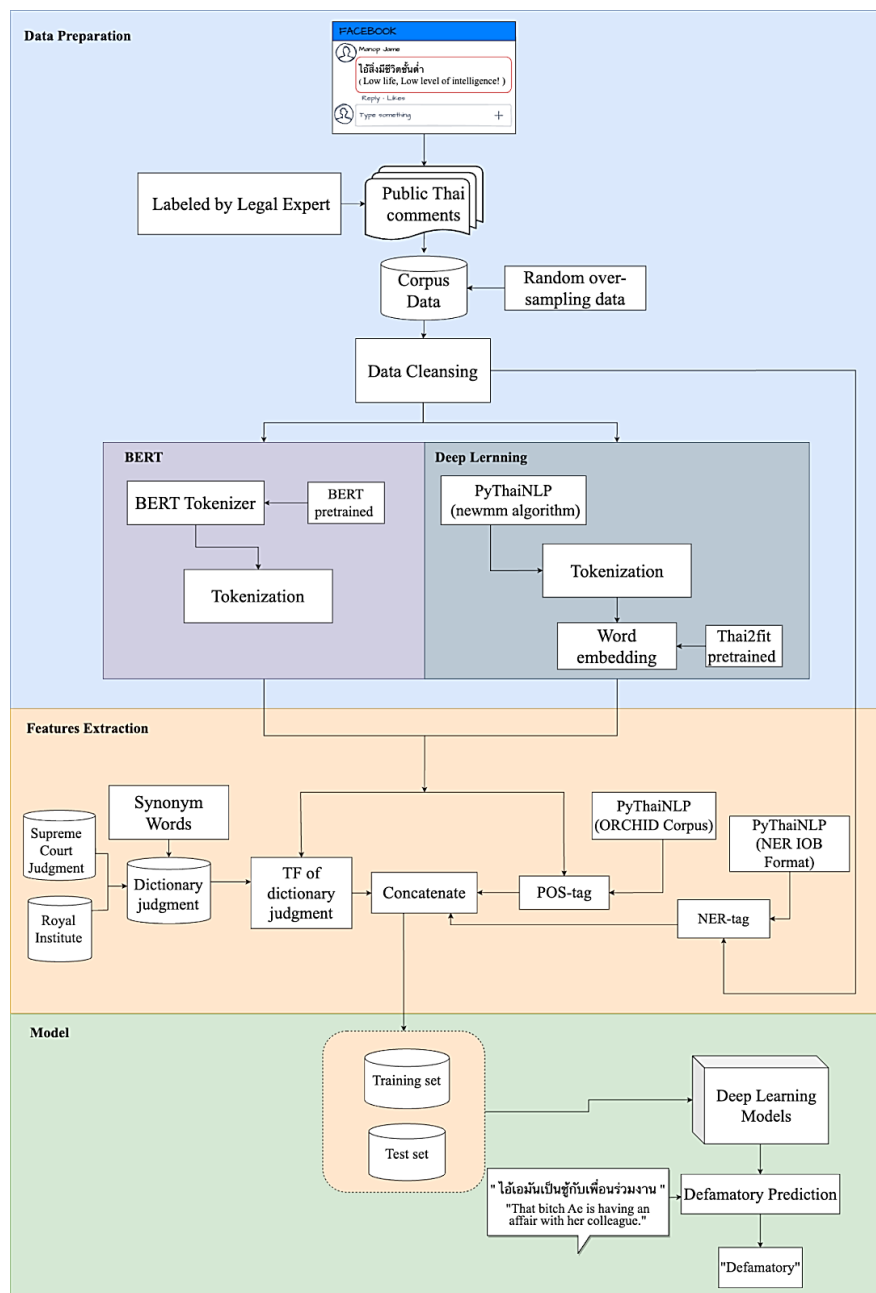 Data Preparation
FACEBOOK
Manop Jame
ไอ้สิ่งมีชีวิตชั้นต่ำ
( Low life, Low level of intelligence! )
Reply · Likes
Type something
+
Labeled by Legal Expert
Public Thai
comments
Corpus
Data
Random over-
sampling data
Data Cleansing
BERT
BERT Tokenizer
BERT
pretrained
Tokenization
Deep Lernning
PyThaiNLP
(newmm algorithm)
Tokenization
Word
embedding
Thai2fit
pretrained
Features Extraction
Supreme
Court
Judgment
Royal
Institute
Synonym
Words
Dictionary
judgment
TF of
dictionary
judgment
Concatenate
POS-tag
PyThaiNLP
(ORCHID Corpus)
PyThaiNLP
(NER IOB
Format)
NER-tag
Model
Training set
Test set
Deep Learning
Models
" ไอ้เอมันเป็นชู้กับเพื่อนร่วมงาน "
"That bitch Ae is having an
affair with her colleague."
Defamatory Prediction
"Defamatory"